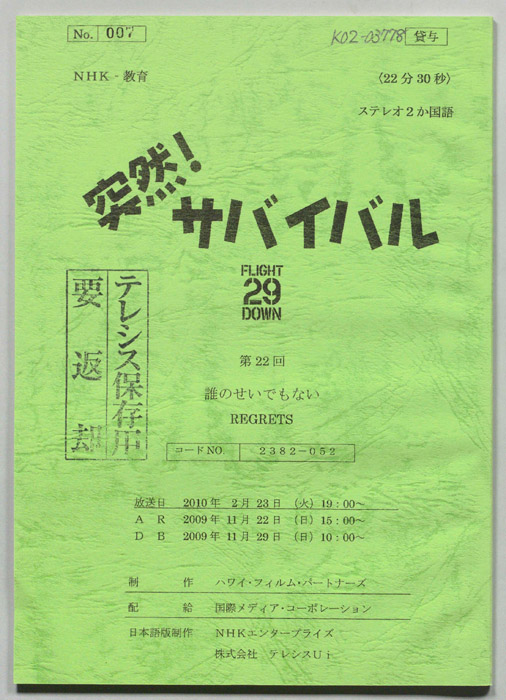 No. 007
K02-03778 貸与
NHK - 教育
〈22分30秒〉
ステレオ2か国語
突然!
サバイバル
FLIGHT
29
DOWN
テレシス保存用
要返却
第22回
誰のせいでもない
REGRETS
コードNO. 2382-052
放送日 2010年 2月23日 (火) 19:00~
AR 2009年 11月22日 (日) 15:00~
DB 2009年 11月29日 (日) 10:00~
制作 ハワイ・フィルム・パートナーズ
配給 国際メディア・コーポレーション
日本語版制作 NHKエンタープライズ
株式会社 テレシスUi